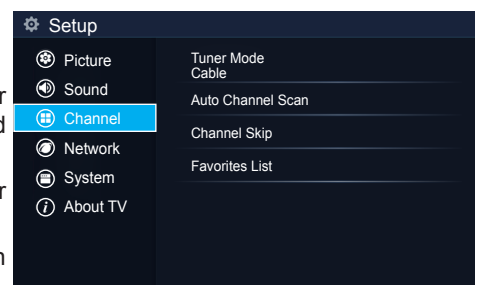 Setup
Picture
Sound
Channel
Network
System
About TV
Tuner Mode
Cable
Auto Channel Scan
Channel Skip
Favorites List